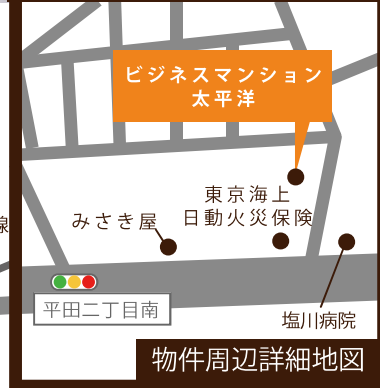 ビジネスマンション
太平洋
東京海上
日動火災保険
みさき屋
線
平田二丁目南
塩川病院
物件周辺詳細地図